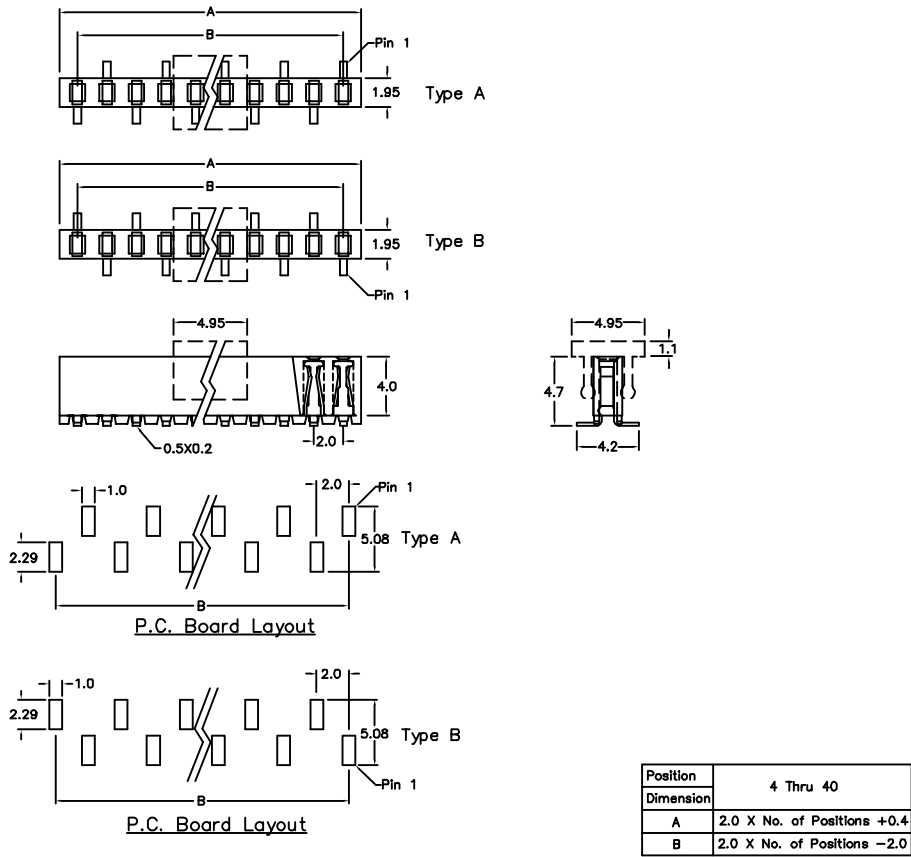 A
B
Pin 1
1.95
Type A
A
B
1.95
Type B
Pin 1
4.95
4.0
0.5X0.2
2.0
4.95
1.1
4.7
4.2
1.0
2.0
Pin 1
2.29
5.08
Type A
B
P.C. Board Layout
1.0
2.0
2.29
5.08
Type B
Pin 1
B
P.C. Board Layout
Position
4 Thru 40
Dimension
A
2.0 X No. of Positions +0.4
B
2.0 X No. of Positions -2.0